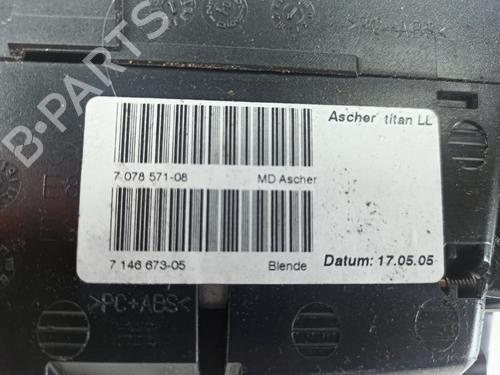 >PC+ABS<
B-PARTS
Ascher titan LL
7 078 571-08 MD Ascher
7 146 673-05 Blende Datum: 17.05.05
>PC+ABS<